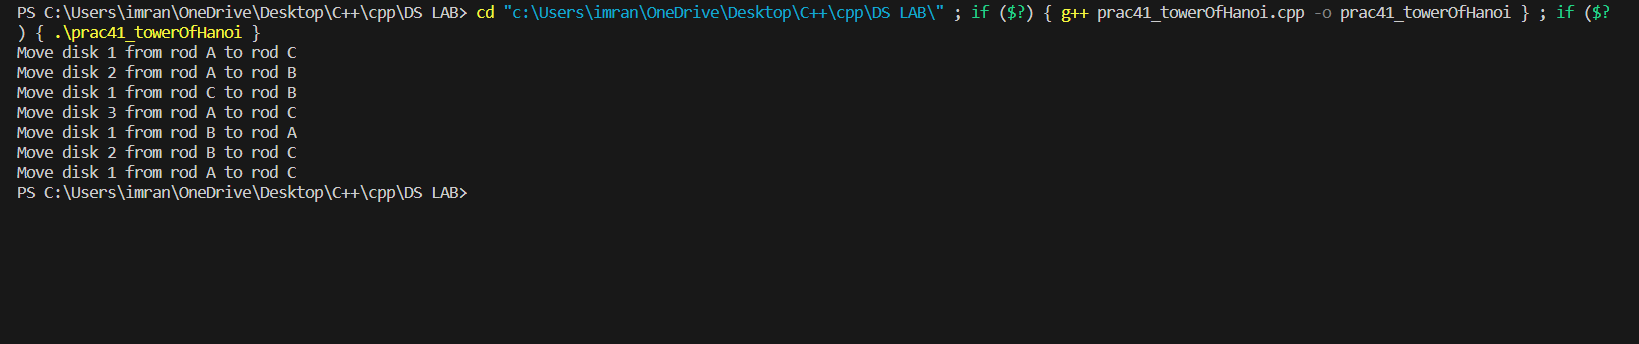 PS C:\Users\imran\OneDrive\Desktop\C++\cpp\DS LAB> cd "c:\Users\imran\OneDrive\Desktop\C++\cpp\DS LAB\" ; if ($?) { g++ prac41_towerOfHanoi.cpp -o prac41_towerOfHanoi } ; if ($?
) { .\prac41_towerOfHanoi }
Move disk 1 from rod A to rod C
Move disk 2 from rod A to rod B
Move disk 1 from rod C to rod B
Move disk 3 from rod A to rod C
Move disk 1 from rod B to rod A
Move disk 2 from rod B to rod C
Move disk 1 from rod A to rod C
PS C:\Users\imran\OneDrive\Desktop\C++\cpp\DS LAB>